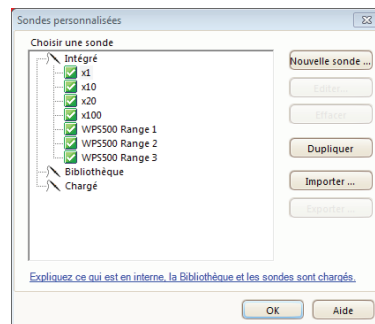 Sondes personnalisées
Choisir une sonde
Intégré
x1
x10
x20
x100
WPS500 Range 1
WPS500 Range 2
WPS500 Range 3
Bibliothèque
Chargé
Nouvelle sonde ...
Editer...
Effacer
Dupliquer
Importer ...
Exporter ...
Expliquez ce qui est en interne, la Bibliothèque et les sondes sont chargés.
OK
Aide